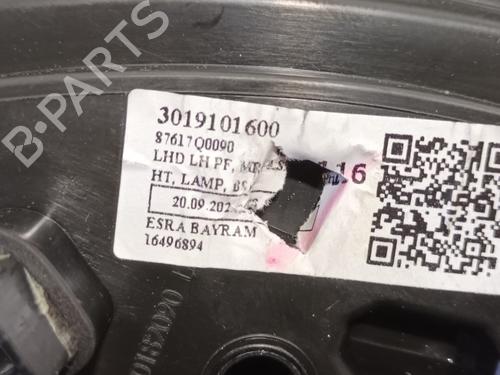 B-PARTS
3019101600
87617Q0090
LHD LH PF, MR
116
HT, LAMP, BS
20.09.202
ESRA BAYRAM
16496894